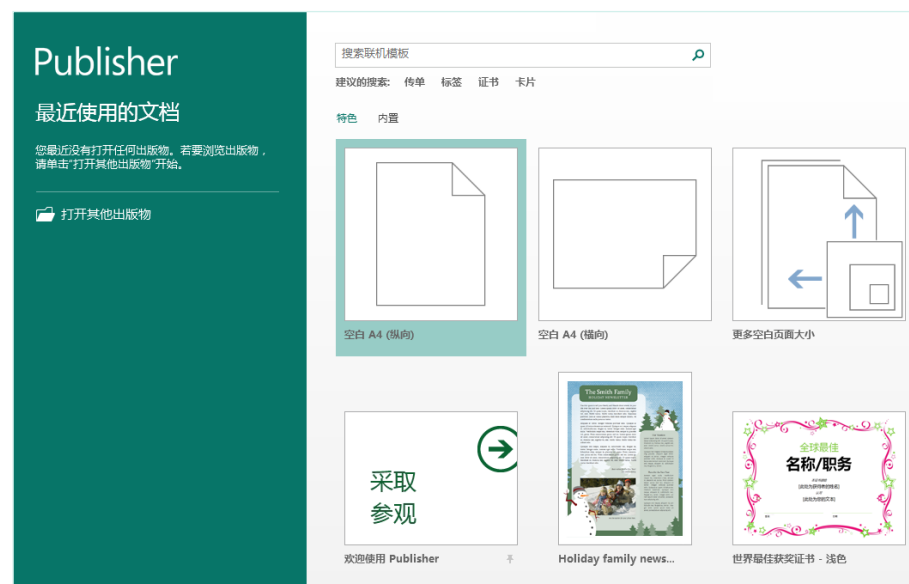 Publisher
最近使用的文档
您最近没有打开任何出版物。若要浏览出版物，
请单击"打开其他出版物"开始。
打开其他出版物
搜索联机模板
建议的搜索: 传单 标签 证书 卡片
特色 内置
空白 A4 (纵向)
空白 A4 (横向)
更多空白页面大小
采取
参观
欢迎使用 Publisher
The Smith Family
Holiday family news...
全球最佳
名称/职务
世界最佳获奖证书 - 浅色